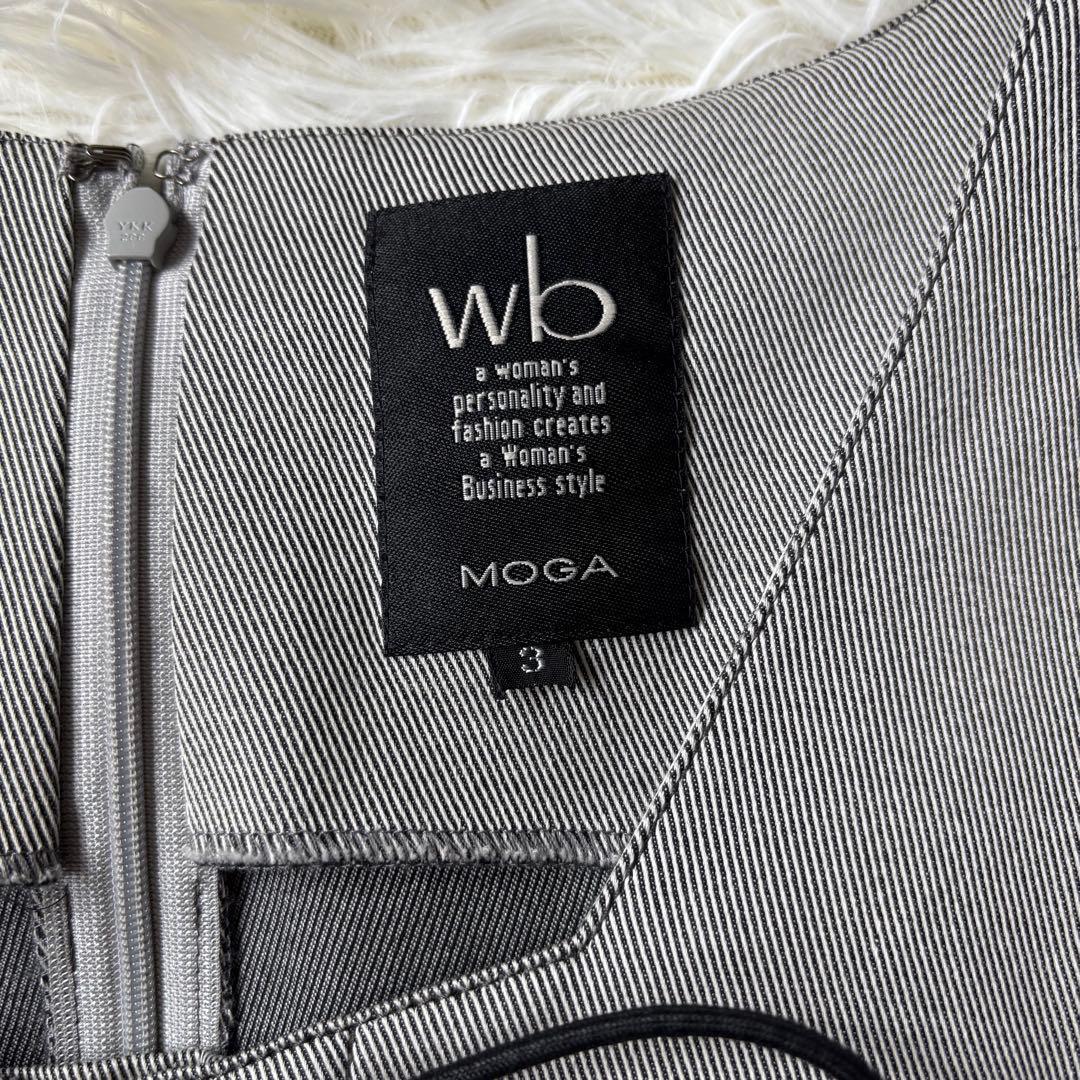 YKK
wb
a woman's
personality and
fashion creates
a Woman's
Business style
MOGA
3